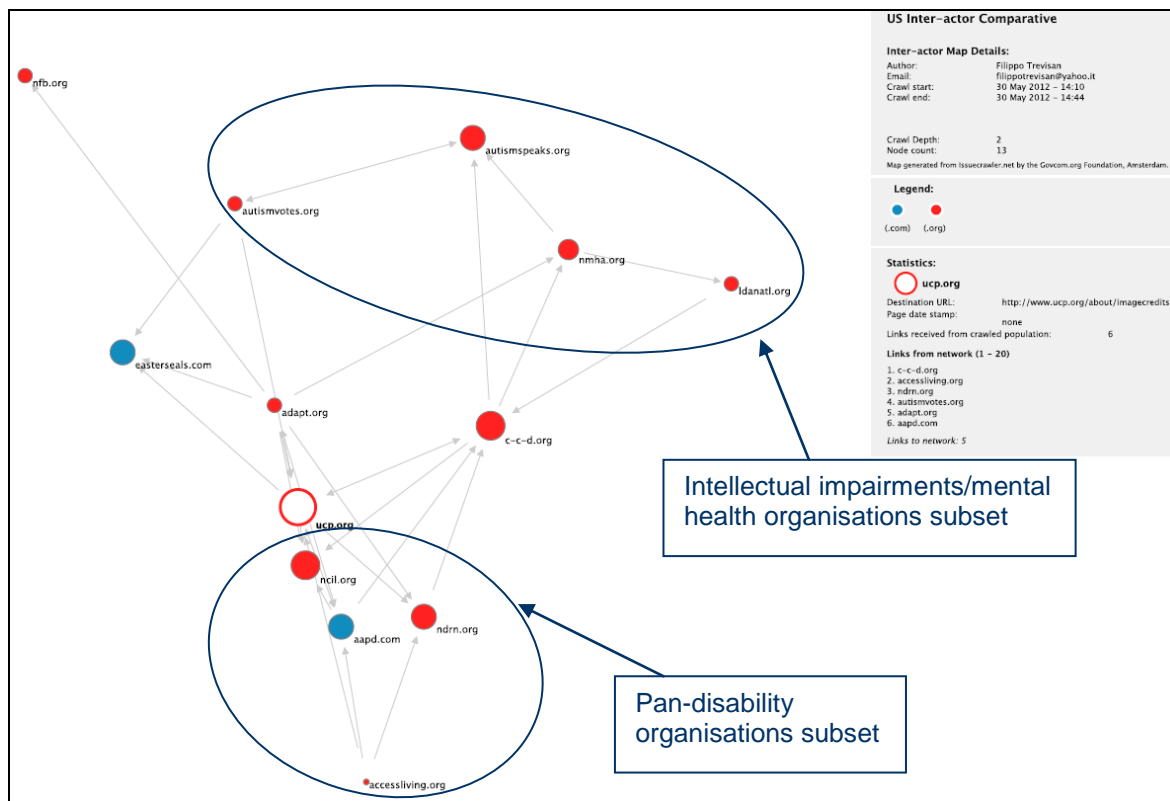 US Inter-actor Comparative
Inter-actor Map Details:
Author: Filippo Trevisan
Email: filippotrevisan@yahoo.it
Crawl start: 30 May 2012 - 14:10
Crawl end: 30 May 2012 - 14:44
Crawl Depth: 2
Node count: 13
Map generated from Issuecrawler.net by the Govcom.org Foundation, Amsterdam.
Legend:
(.com) (.org)
Statistics:
ucp.org
Destination URL: http://www.ucp.org/about/imagecredits
Page date stamp:
none
Links received from crawled population: 6
Links from network (1 - 20)
1. c-c-d.org
2. accessliving.org
3. ndrn.org
4. autismvotes.org
5. adapt.org
6. aapd.com
Links to network: 5
nfb.org
autismspeaks.org
autismvotes.org
nmha.org
ldanatl.org
easterseals.com
adapt.org
c-c-d.org
ucp.org
ncil.org
aapd.com
ndrn.org
accessliving.org
Intellectual impairments/mental
health organisations subset
Pan-disability
organisations subset